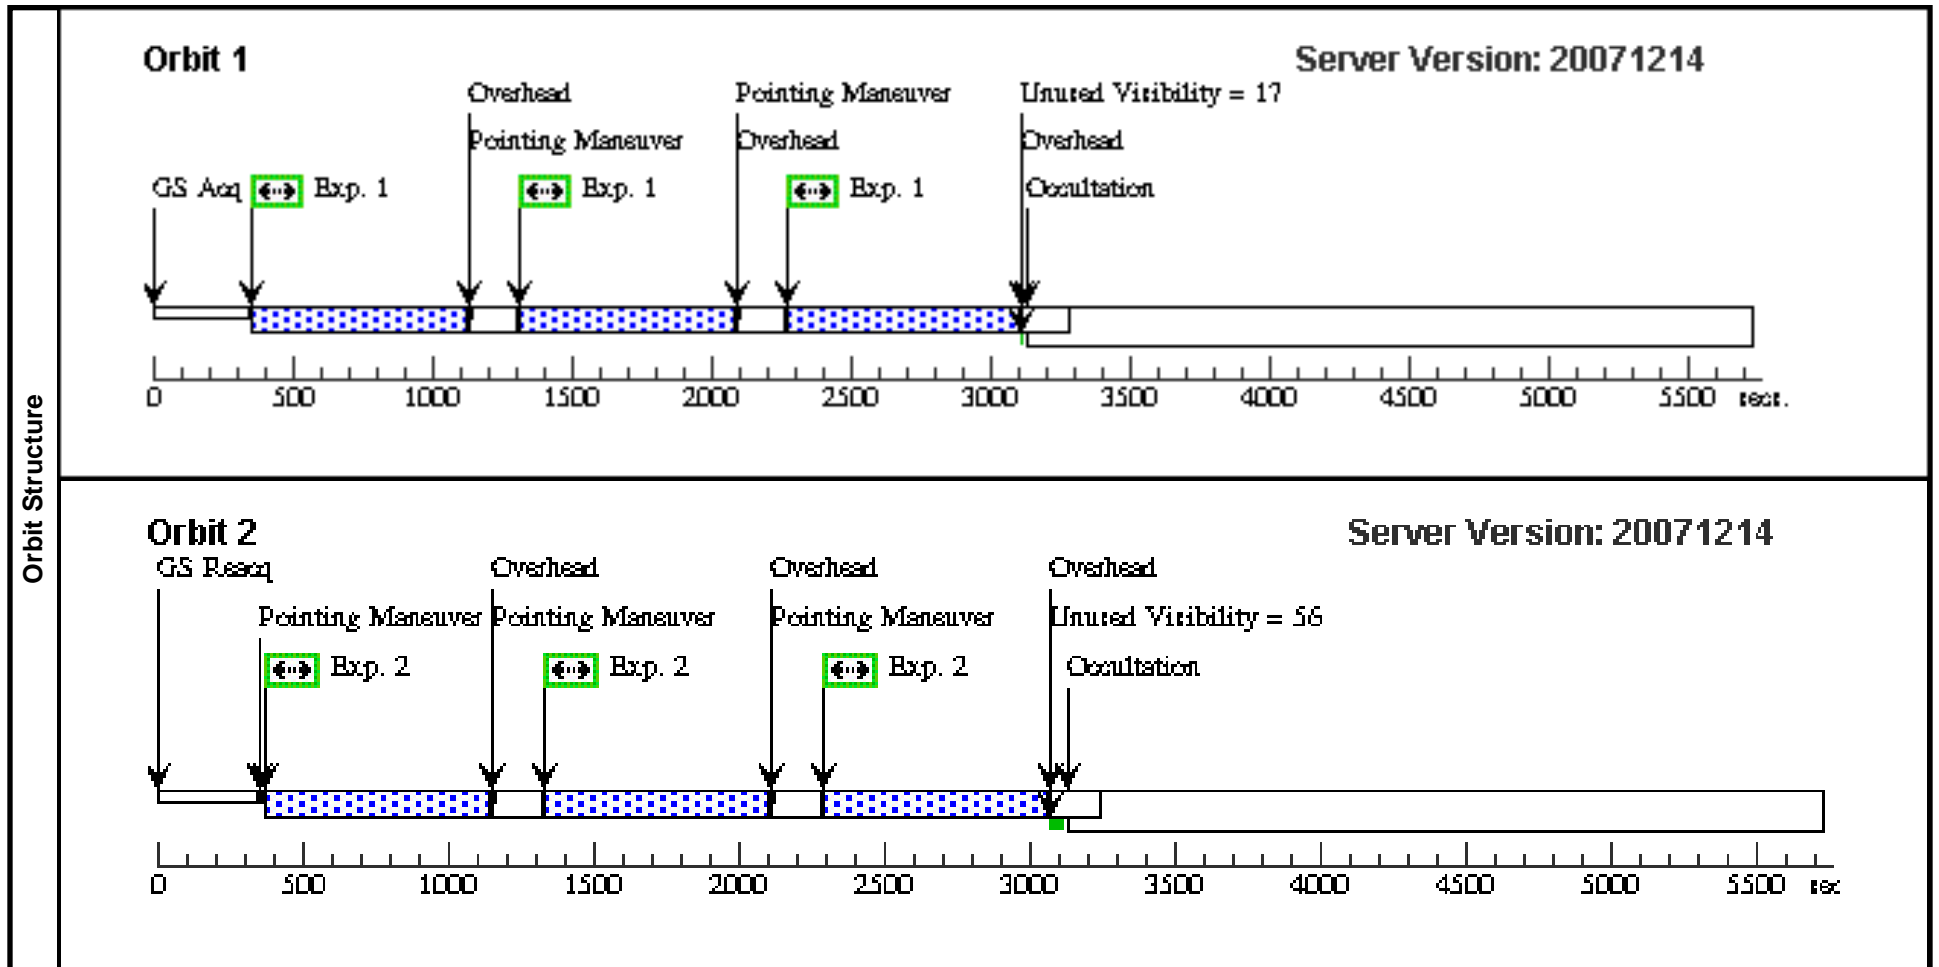 Orbit Structure
Orbit 1
Server Version: 20071214
Overhead
Pointing Maneuver
Unused Visibility = 17
Pointing Maneuver
Overhead
Overhead
GS Acq
Exp. 1
Exp. 1
Exp. 1
Occultation
0 500 1000 1500 2000 2500 3000 3500 4000 4500 5000 5500 secs.
Orbit 2
Server Version: 20071214
GS Reacq
Overhead
Overhead
Overhead
Pointing Maneuver
Pointing Maneuver
Pointing Maneuver
Unused Visibility = 56
Exp. 2
Exp. 2
Exp. 2
Occultation
0 500 1000 1500 2000 2500 3000 3500 4000 4500 5000 5500 sec